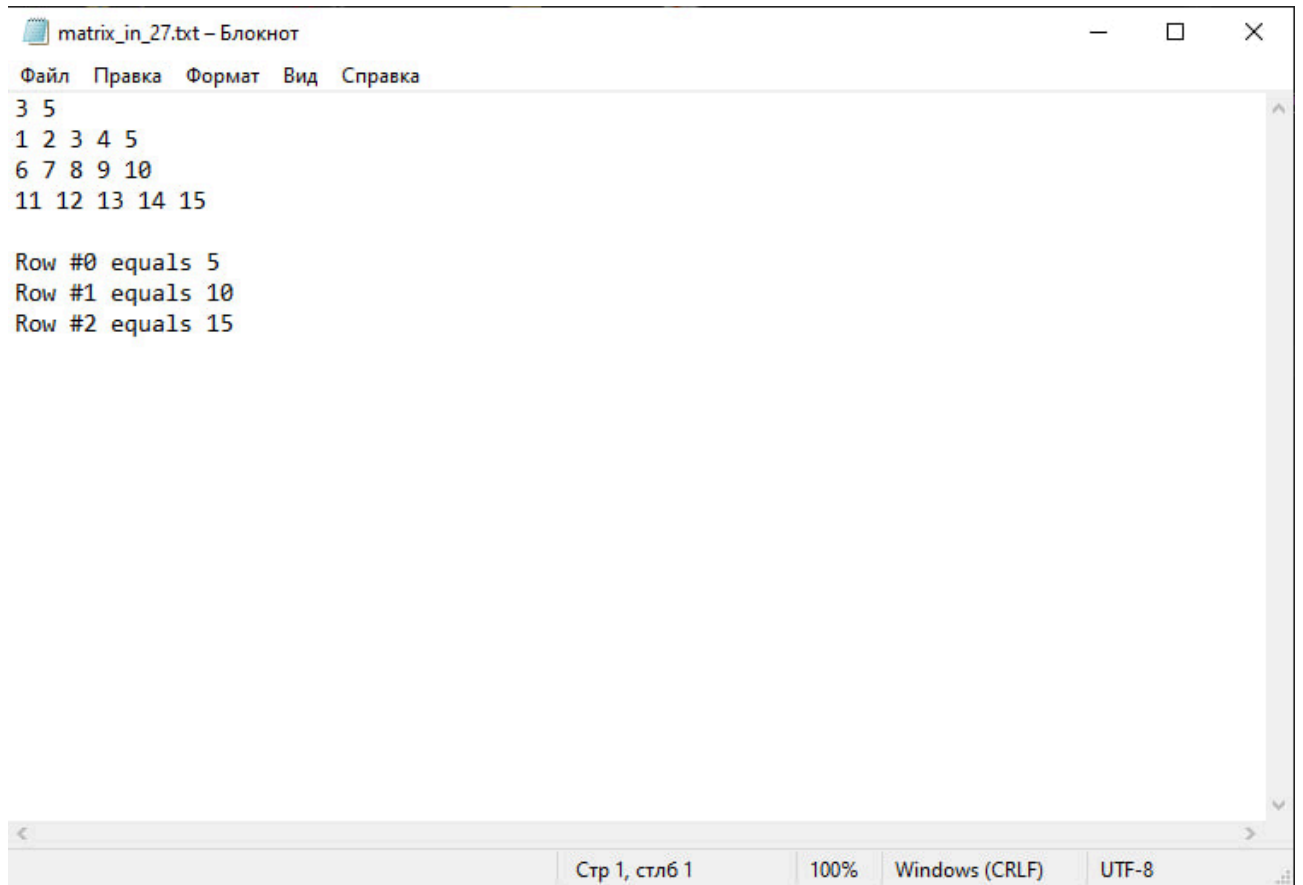 matrix_in_27.txt – Блокнот
Файл Правка Формат Вид Справка
3 5
1 2 3 4 5
6 7 8 9 10
11 12 13 14 15
Row #0 equals 5
Row #1 equals 10
Row #2 equals 15
Стр 1, стлб 1 100% Windows (CRLF) UTF-8